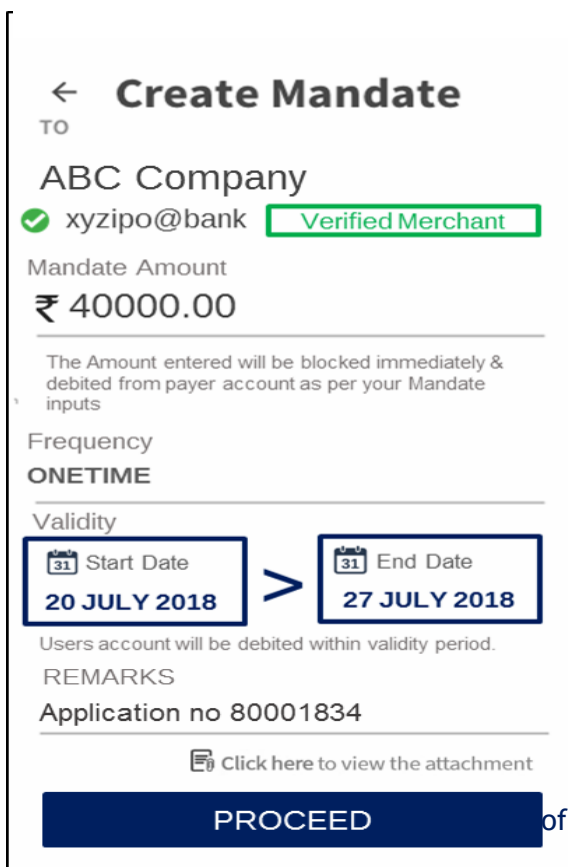 ← Create Mandate
TO
ABC Company
xyzipo@bank Verified Merchant
Mandate Amount
₹ 40000.00
The Amount entered will be blocked immediately &
debited from payer account as per your Mandate
inputs
Frequency
ONETIME
Validity
31 Start Date > 31 End Date
20 JULY 2018 27 JULY 2018
Users account will be debited within validity period.
REMARKS
Application no 80001834
Click here to view the attachment
PROCEED of